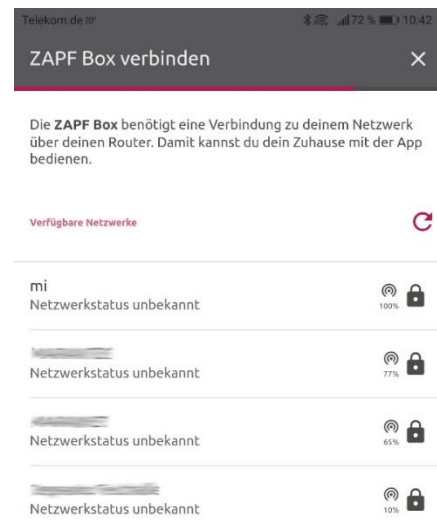 Telekom.de 72 % 10:42
ZAPF Box verbinden
Die ZAPF Box benötigt eine Verbindung zu deinem Netzwerk
über deinen Router. Damit kannst du dein Zuhause mit der App
bedienen.
Verfügbare Netzwerke
mi
Netzwerkstatus unbekannt
100%
Netzwerkstatus unbekannt
77%
Netzwerkstatus unbekannt
65%
Netzwerkstatus unbekannt
10%